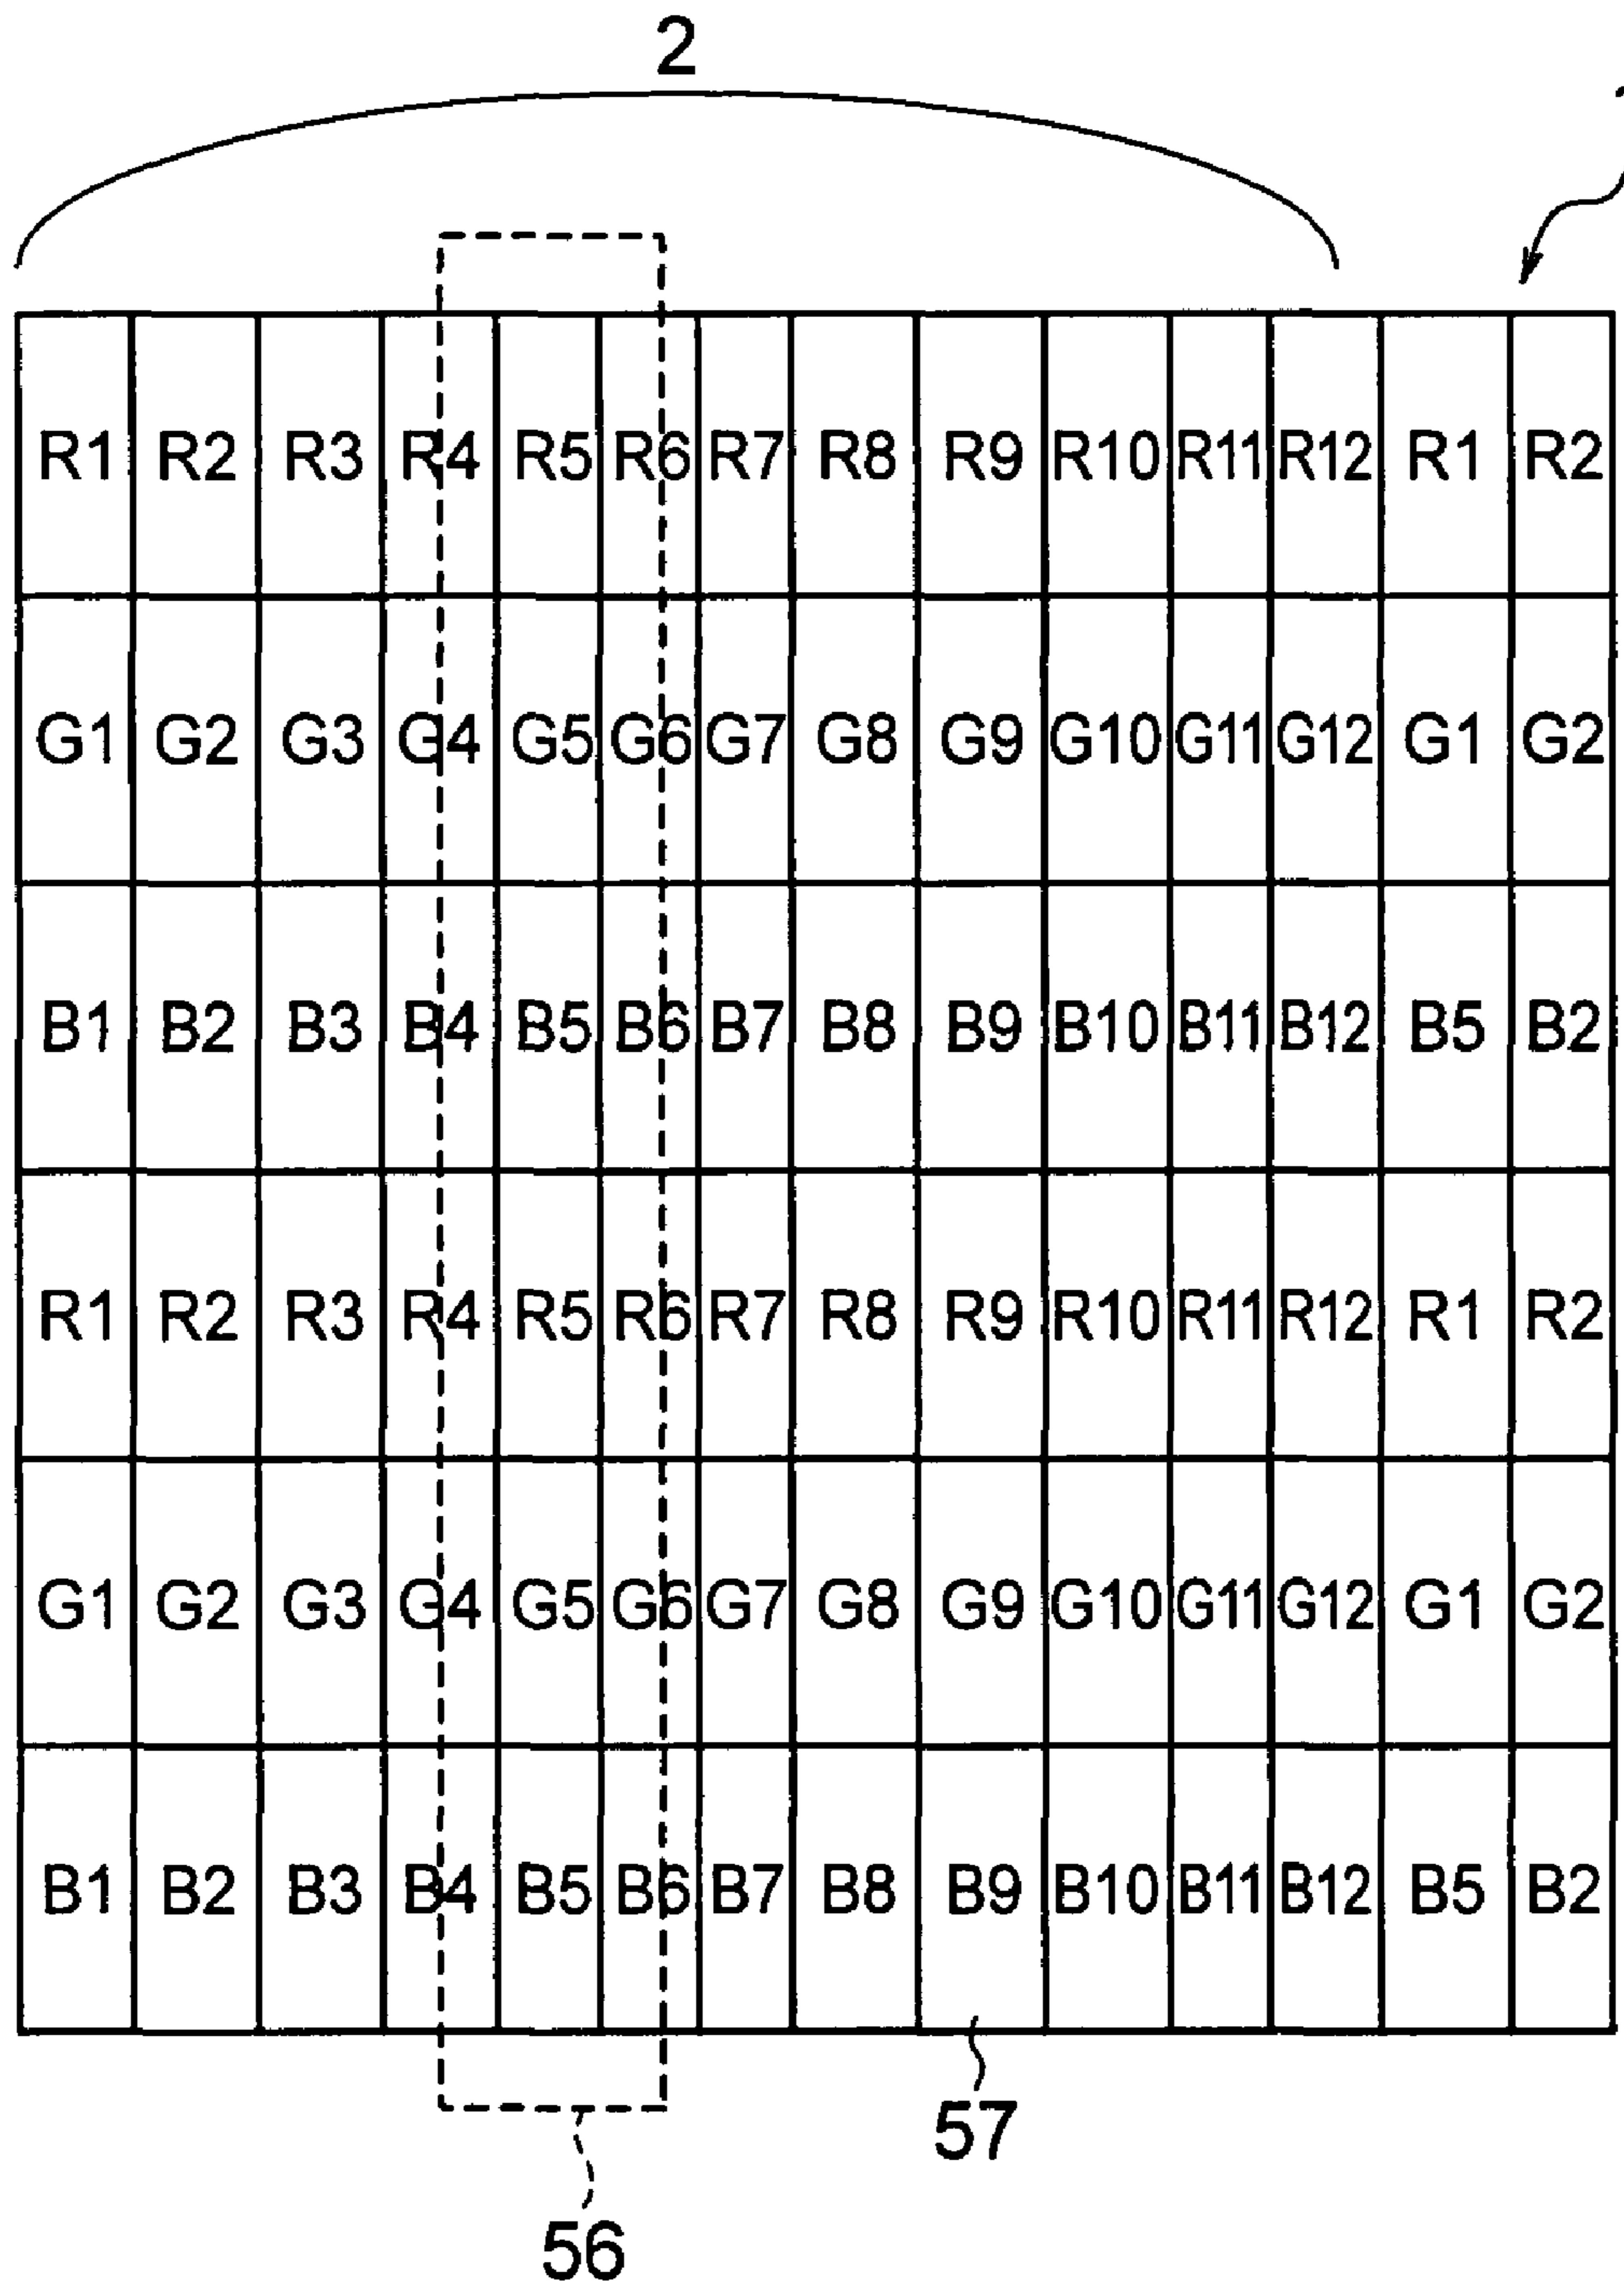 2
R1 R2 R3 R4 R5 R6 R7 R8 R9 R10 R11 R12 R1 R2
G1 G2 G3 G4 G5 G6 G7 G8 G9 G10 G11 G12 G1 G2
B1 B2 B3 B4 B5 B6 B7 B8 B9 B10 B11 B12 B5 B2
R1 R2 R3 R4 R5 R6 R7 R8 R9 R10 R11 R12 R1 R2
G1 G2 G3 G4 G5 G6 G7 G8 G9 G10 G11 G12 G1 G2
B1 B2 B3 B4 B5 B6 B7 B8 B9 B10 B11 B12 B5 B2
57
56